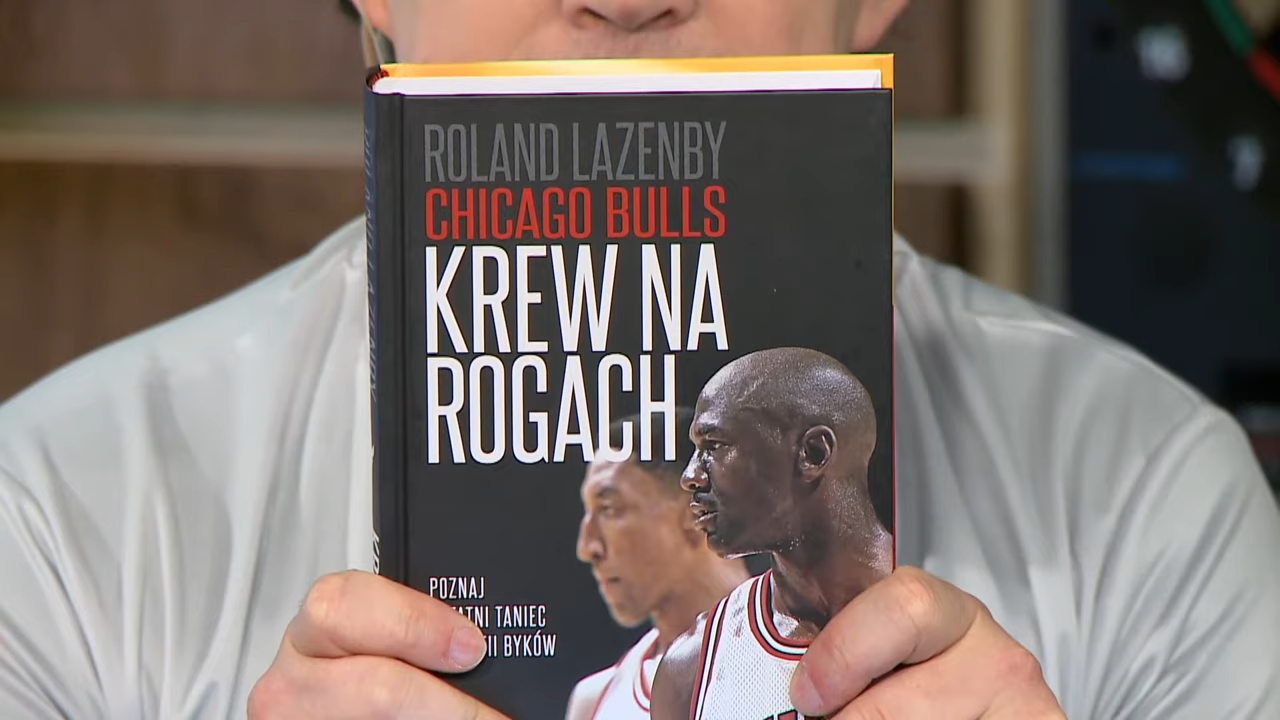 ROLAND LAZENBY
CHICAGO BULLS
KREW NA
ROGACH
POZNAJ
TANIEC
BYKÓW